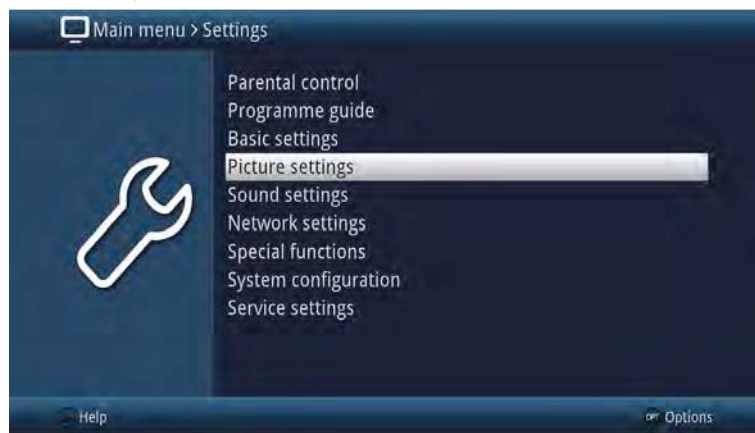 Main menu > Settings
Parental control
Programme guide
Basic settings
Picture settings
Sound settings
Network settings
Special functions
System configuration
Service settings
Help
OPT Options